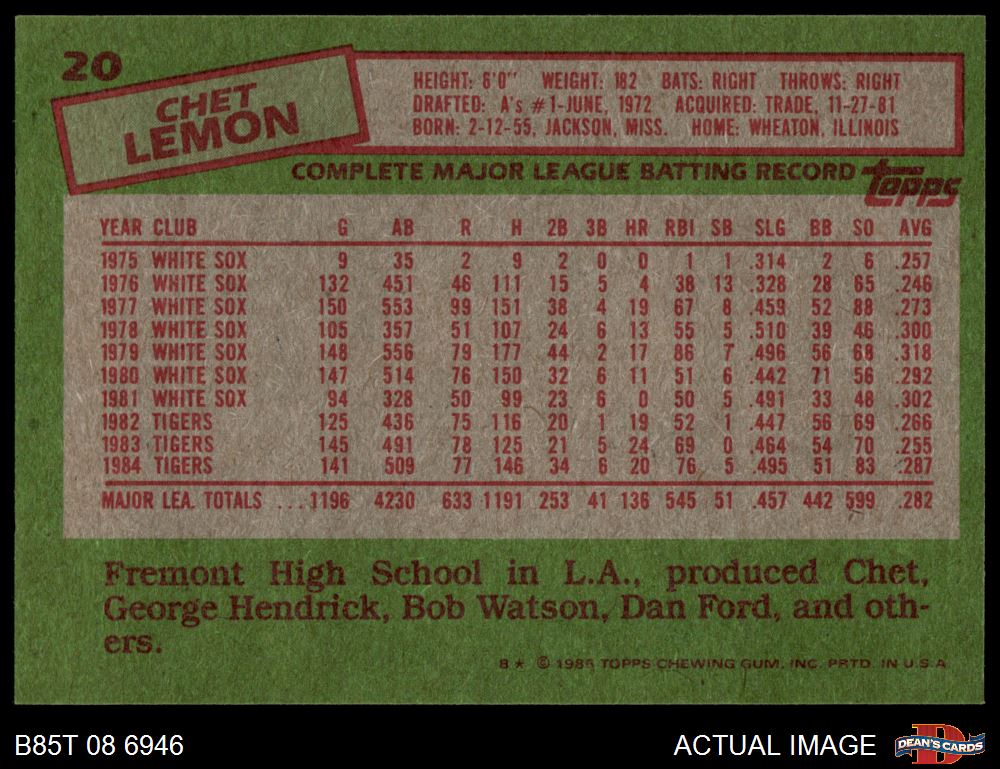 20
CHET
LEMON
HEIGHT: 6'0" WEIGHT: 182 BATS: RIGHT THROWS: RIGHT
DRAFTED: A's #1-JUNE, 1972 ACQUIRED: TRADE, 11-27-81
BORN: 2-12-55, JACKSON, MISS. HOME: WHEATON, ILLINOIS
COMPLETE MAJOR LEAGUE BATTING RECORD topps
YEAR CLUB G AB R H 2B 3B HR RBI SB SLG BB SO AVG
1975 WHITE SOX 9 35 2 9 2 0 0 1 1 .314 2 6 .257
1976 WHITE SOX 132 451 46 111 15 5 4 38 13 .328 28 65 .246
1977 WHITE SOX 150 553 99 151 38 4 19 67 8 .459 52 88 .273
1978 WHITE SOX 105 357 51 107 24 6 13 55 5 .510 39 46 .300
1979 WHITE SOX 148 556 79 177 44 2 17 86 7 .496 56 68 .318
1980 WHITE SOX 147 514 76 150 32 6 11 51 6 .442 71 56 .292
1981 WHITE SOX 94 328 50 99 23 6 0 50 5 .491 33 48 .302
1982 TIGERS 125 436 75 116 20 1 19 52 1 .447 56 69 .266
1983 TIGERS 145 491 78 125 21 5 24 69 0 .464 54 70 .255
1984 TIGERS 141 509 77 146 34 6 20 76 5 .495 51 83 .287
MAJOR LEA. TOTALS ...1196 4230 633 1191 253 41 136 545 51 .457 442 599 .282
Fremont High School in L.A., produced Chet,
George Hendrick, Bob Watson, Dan Ford, and oth-
ers.
8 ★ © 1985 TOPPS CHEWING GUM, INC. PRTD. IN U.S.A
B85T 08 6946 ACTUAL IMAGE DEAN'S CARDS